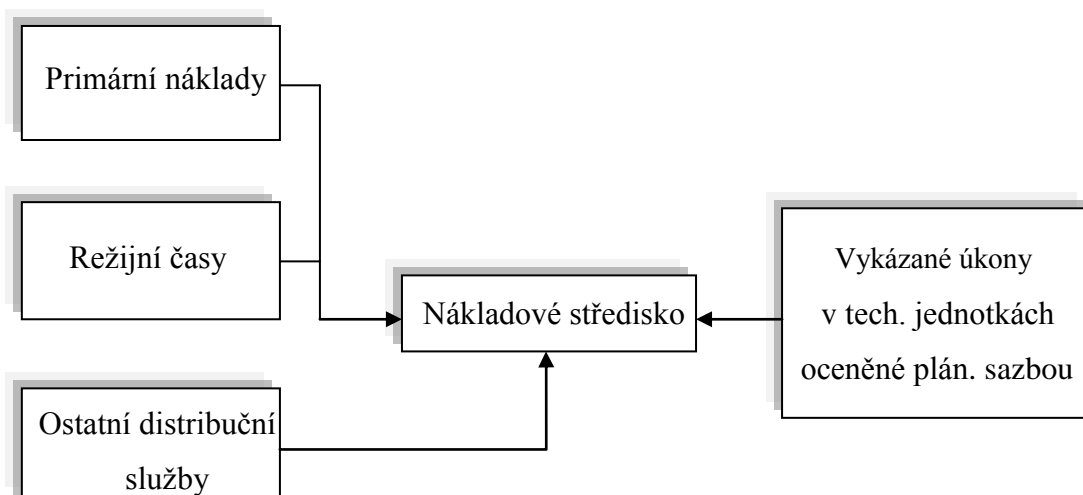 Primární náklady
Režijní časy
Nákladové středisko
Vykázané úkony
v tech. jednotkách
oceněné plán. sazbou
Ostatní distribuční
služby